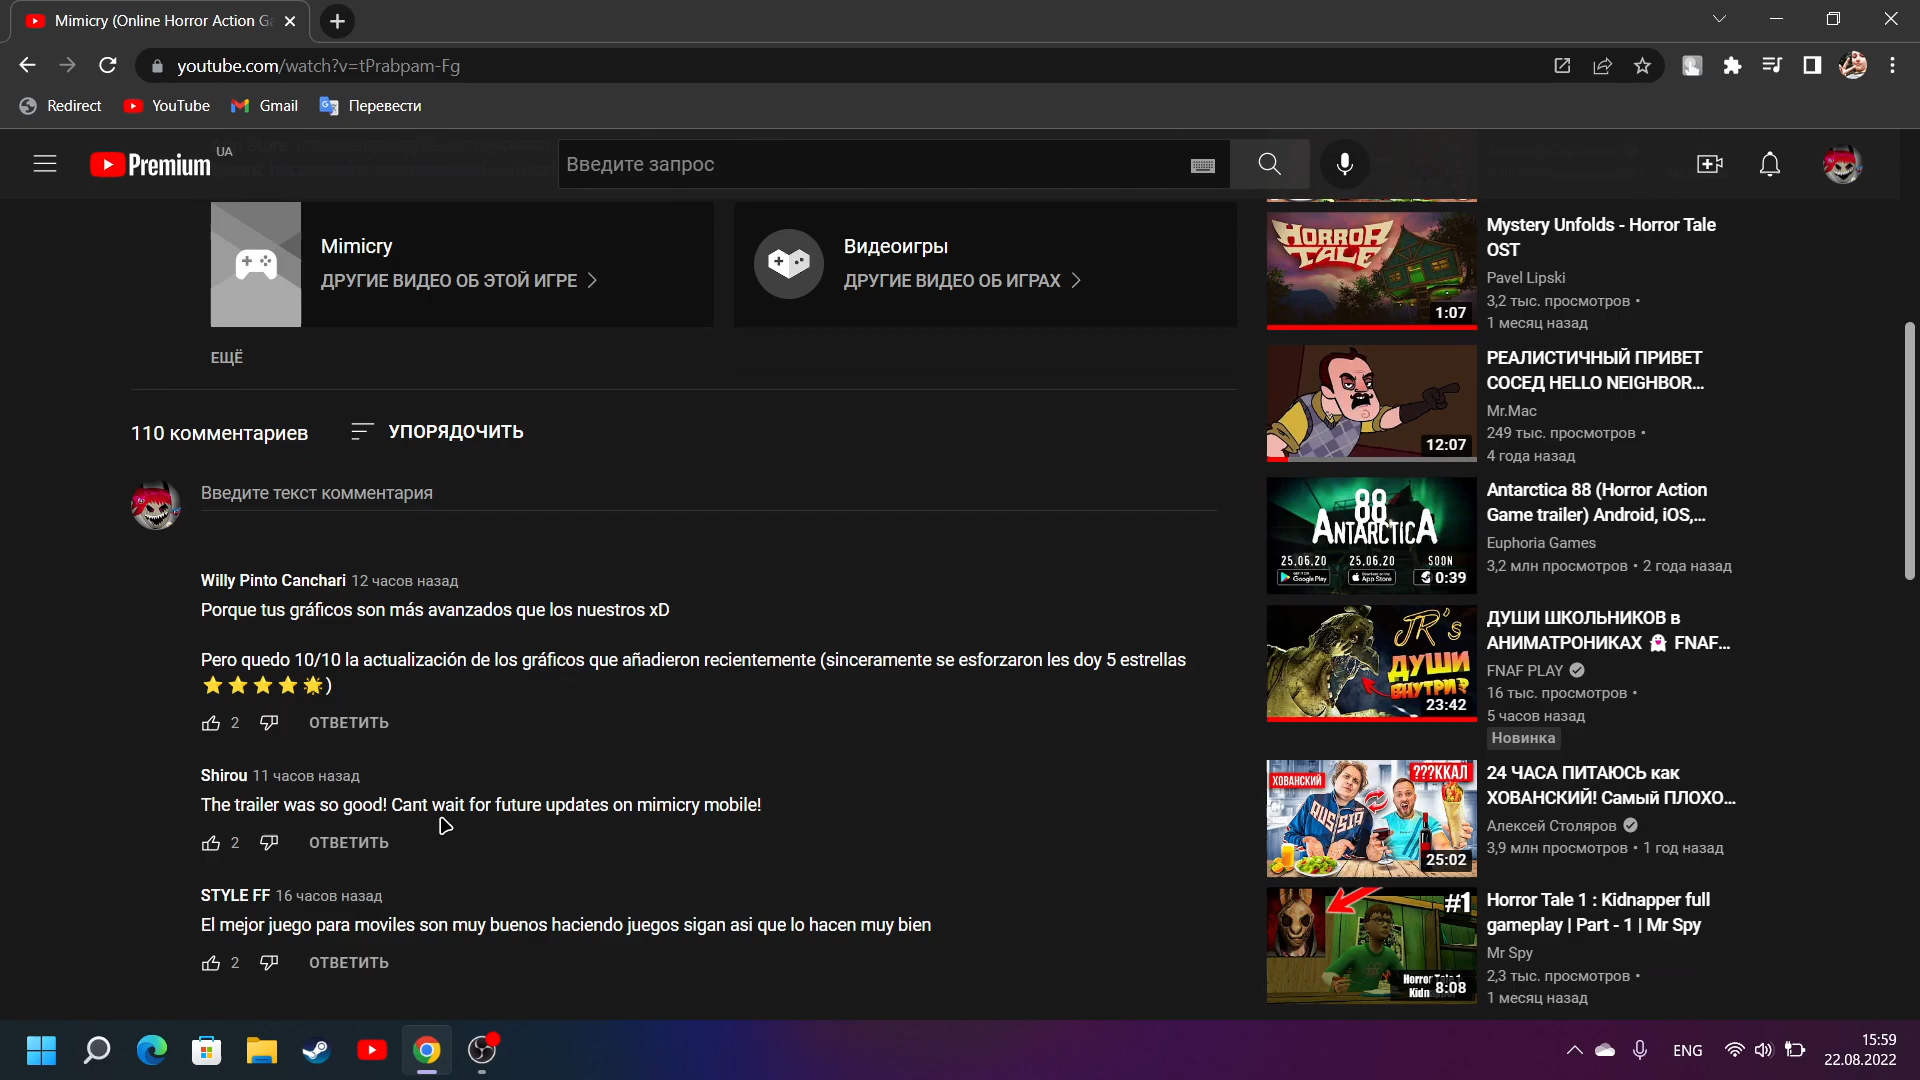 Mimicry (Online Horror Action Ga
youtube.com/watch?v=tPrabpam-Fg
Redirect
YouTube
Gmail
Перевести
Premium
UA
Введите запрос
Mimicry
ДРУГИЕ ВИДЕО ОБ ЭТОЙ ИГРЕ
Видеоигры
ДРУГИЕ ВИДЕО ОБ ИГРАХ
ЕЩЁ
110 комментариев
УПОРЯДОЧИТЬ
Введите текст комментария
Willy Pinto Canchari 12 часов назад
Porque tus gráficos son más avanzados que los nuestros xD
Pero quedo 10/10 la actualización de los gráficos que añadieron recientemente (sinceramente se esforzaron les doy 5 estrellas
⭐⭐⭐⭐🌟)
2
ОТВЕТИТЬ
Shirou 11 часов назад
The trailer was so good! Cant wait for future updates on mimicry mobile!
2
ОТВЕТИТЬ
STYLE FF 16 часов назад
El mejor juego para moviles son muy buenos haciendo juegos sigan asi que lo hacen muy bien
2
ОТВЕТИТЬ
HORROR
TALE
1:07
Mystery Unfolds - Horror Tale
OST
Pavel Lipski
3,2 тыс. просмотров •
1 месяц назад
12:07
РЕАЛИСТИЧНЫЙ ПРИВЕТ
СОСЕД HELLO NEIGHBOR...
Mr.Mac
249 тыс. просмотров •
4 года назад
88
ANTARCTICA
25.06.20 25.06.20 SOON
Google Play
App Store
0:39
Antarctica 88 (Horror Action
Game trailer) Android, iOS,...
Euphoria Games
3,2 млн просмотров • 2 года назад
JR's
ДУШИ
ВНУТРИ?
23:42
ДУШИ ШКОЛЬНИКОВ в
АНИМАТРОНИКАХ 👻 FNAF...
FNAF PLAY
16 тыс. просмотров •
5 часов назад
Новинка
ХОВАНСКИЙ
???ККАЛ
RUSSIA
25:02
24 ЧАСА ПИТАЮСЬ как
ХОВАНСКИЙ! Самый ПЛОХО...
Алексей Столяров
3,9 млн просмотров • 1 год назад
#1
8:08
Horror Tale 1 : Kidnapper full
gameplay | Part - 1 | Mr Spy
Mr Spy
2,3 тыс. просмотров •
1 месяц назад
ENG
15:59
22.08.2022